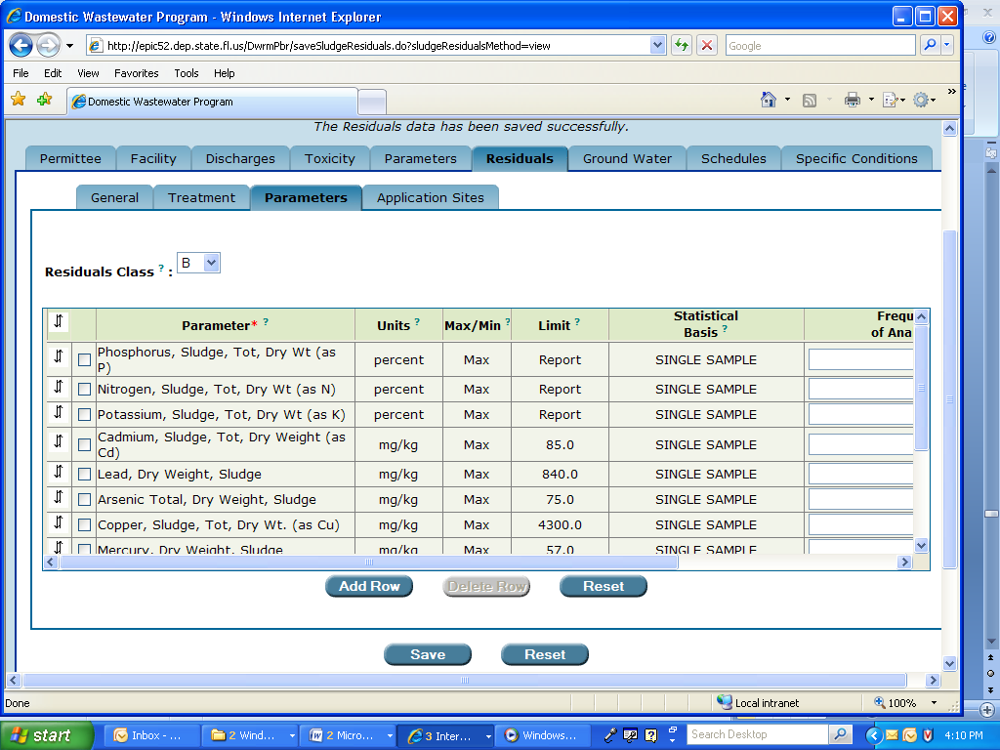 Domestic Wastewater Program - Windows Internet Explorer
http://epic52.dep.state.fl.us/DwrmPbr/saveSludgeResiduals.do?sludgeResidualsMethod=view
Google
File Edit View Favorites Tools Help
Domestic Wastewater Program
The Residuals data has been saved successfully.
Permittee Facility Discharges Toxicity Parameters Residuals Ground Water Schedules Specific Conditions
General Treatment Parameters Application Sites
Residuals Class ? : B
Parameter* ? Units ? Max/Min ? Limit ? Statistical Basis ? Frequ of Ana
Phosphorus, Sludge, Tot, Dry Wt (as P) percent Max Report SINGLE SAMPLE
Nitrogen, Sludge, Tot, Dry Wt (as N) percent Max Report SINGLE SAMPLE
Potassium, Sludge, Tot, Dry Wt (as K) percent Max Report SINGLE SAMPLE
Cadmium, Sludge, Tot, Dry Weight (as Cd) mg/kg Max 85.0 SINGLE SAMPLE
Lead, Dry Weight, Sludge mg/kg Max 840.0 SINGLE SAMPLE
Arsenic Total, Dry Weight, Sludge mg/kg Max 75.0 SINGLE SAMPLE
Copper, Sludge, Tot, Dry Wt. (as Cu) mg/kg Max 4300.0 SINGLE SAMPLE
Mercury, Dry Weight, Sludge mg/kg Max 57.0 SINGLE SAMPLE
Add Row Delete Row Reset
Save Reset
Done Local intranet 100%
start Inbox - ... 2 Wind... 2 Micro... 3 Inter... Windows... Search Desktop 4:10 PM